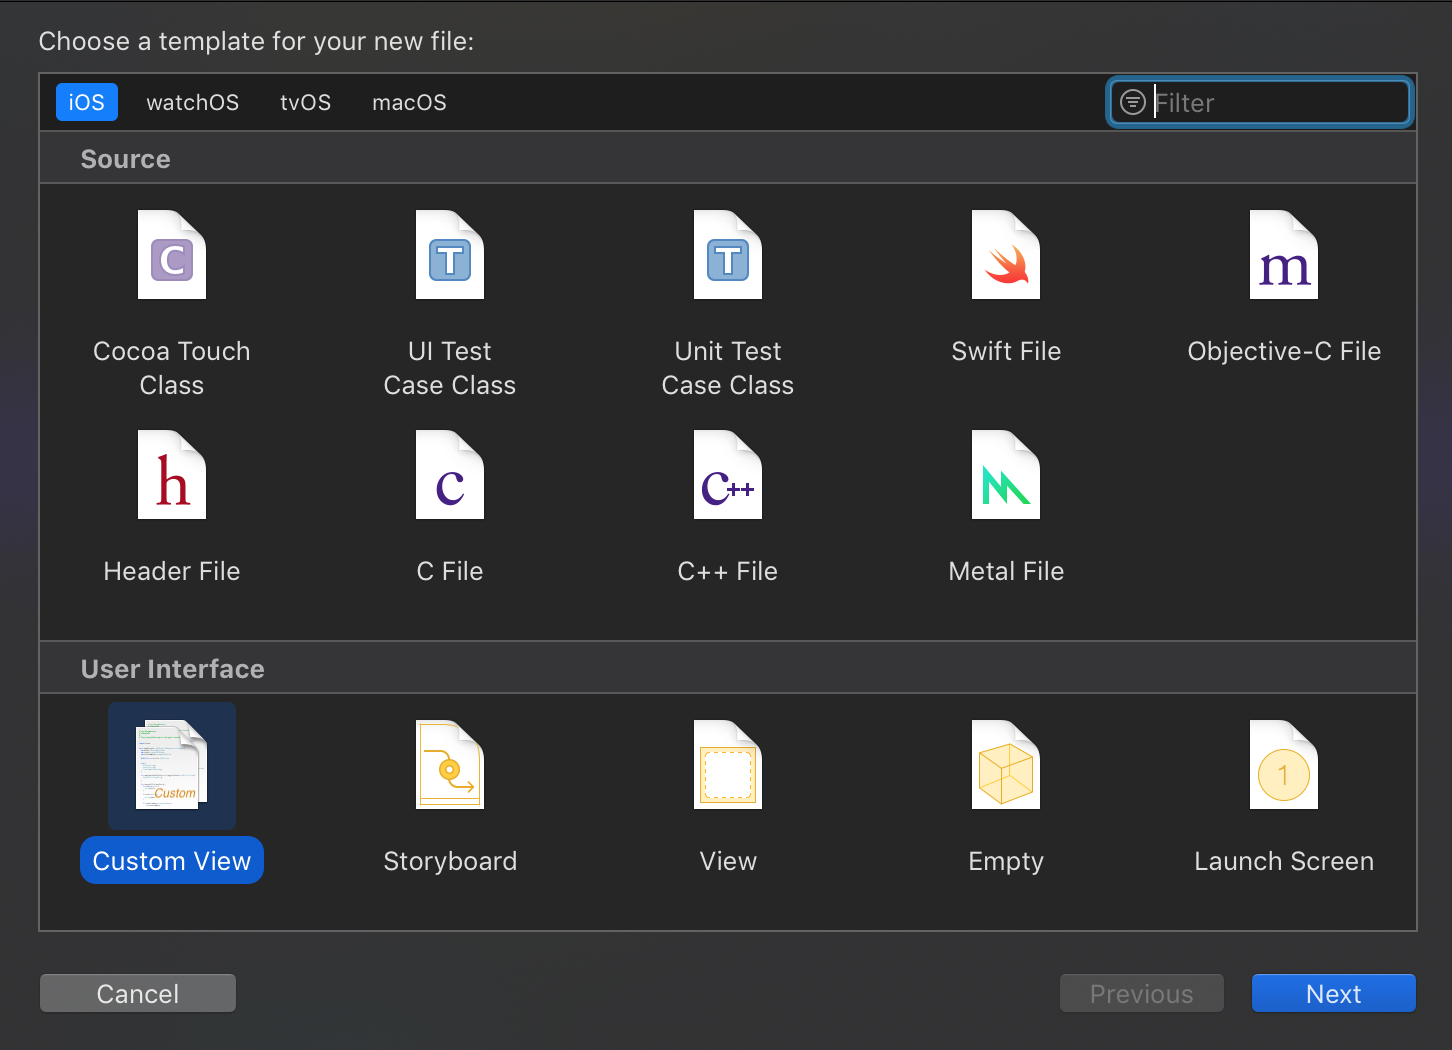 Choose a template for your new file:
iOS watchOS tvOS macOS Filter
Source
C T T m
Cocoa Touch Class
UI Test Case Class
Unit Test Case Class
Swift File
Objective-C File
h c c++
Header File
C File
C++ File
Metal File
User Interface
Custom 1
Custom View
Storyboard
View
Empty
Launch Screen
Cancel Previous Next